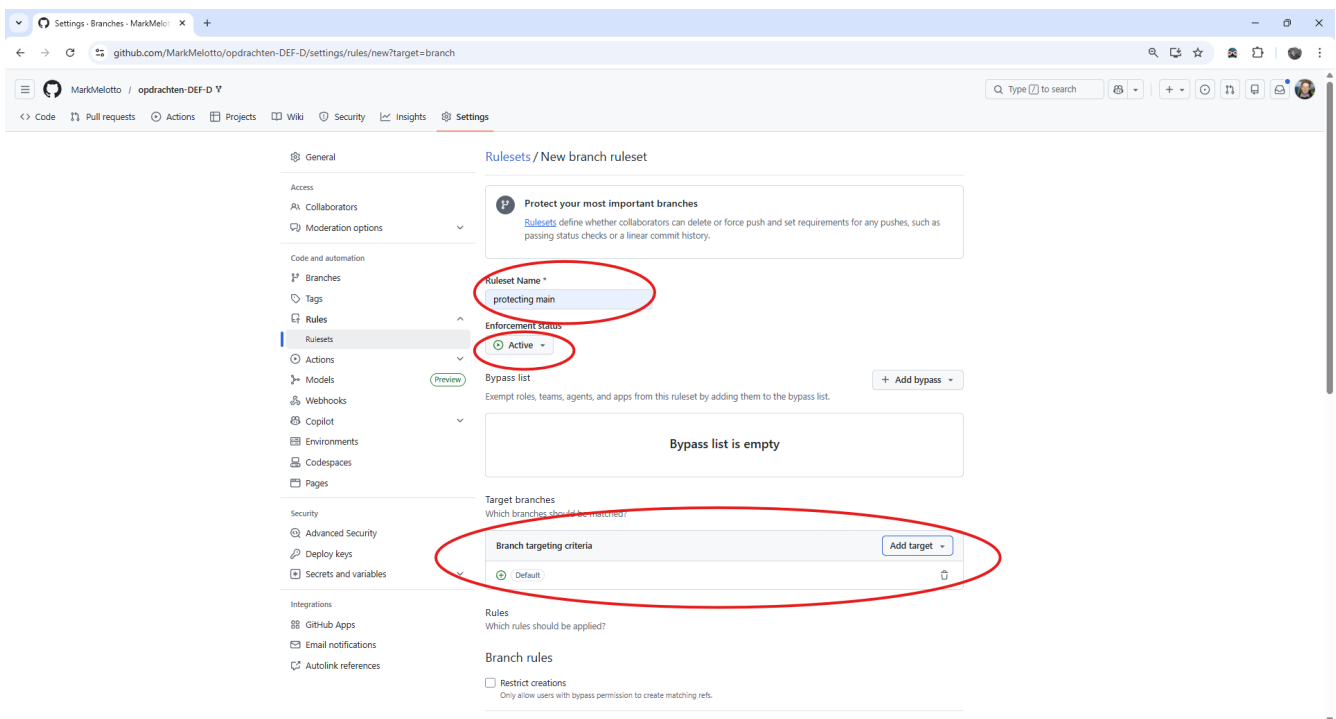 Settings · Branches · MarkMelot
github.com/MarkMelotto/opdrachten-DEF-D/settings/rules/new?target=branch
MarkMelotto / opdrachten-DEF-D
Type / to search
Code Pull requests Actions Projects Wiki Security Insights Settings
General
Access
Collaborators
Moderation options
Code and automation
Branches
Tags
Rules
Rulesets
Actions
Models Preview
Webhooks
Copilot
Environments
Codespaces
Pages
Security
Advanced Security
Deploy keys
Secrets and variables
Integrations
GitHub Apps
Email notifications
Autolink references
Rulesets / New branch ruleset
Protect your most important branches
Rulesets define whether collaborators can delete or force push and set requirements for any pushes, such as
passing status checks or a linear commit history.
Ruleset Name *
protecting main
Enforcement status
Active
Bypass list
+ Add bypass
Exempt roles, teams, agents, and apps from this ruleset by adding them to the bypass list.
Bypass list is empty
Target branches
Which branches should be matched?
Branch targeting criteria
Add target
Default
Rules
Which rules should be applied?
Branch rules
Restrict creations
Only allow users with bypass permission to create matching refs.